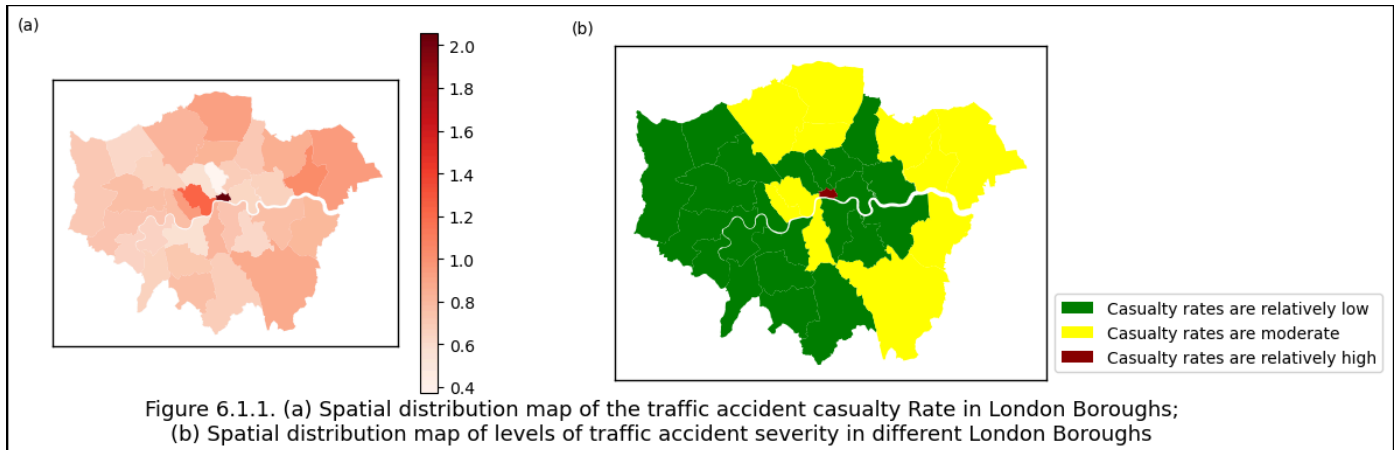 (a)
2.0
1.8
1.6
1.4
1.2
1.0
0.8
0.6
0.4
(b)
Casualty rates are relatively low
Casualty rates are moderate
Casualty rates are relatively high
Figure 6.1.1. (a) Spatial distribution map of the traffic accident casualty Rate in London Boroughs;
(b) Spatial distribution map of levels of traffic accident severity in different London Boroughs